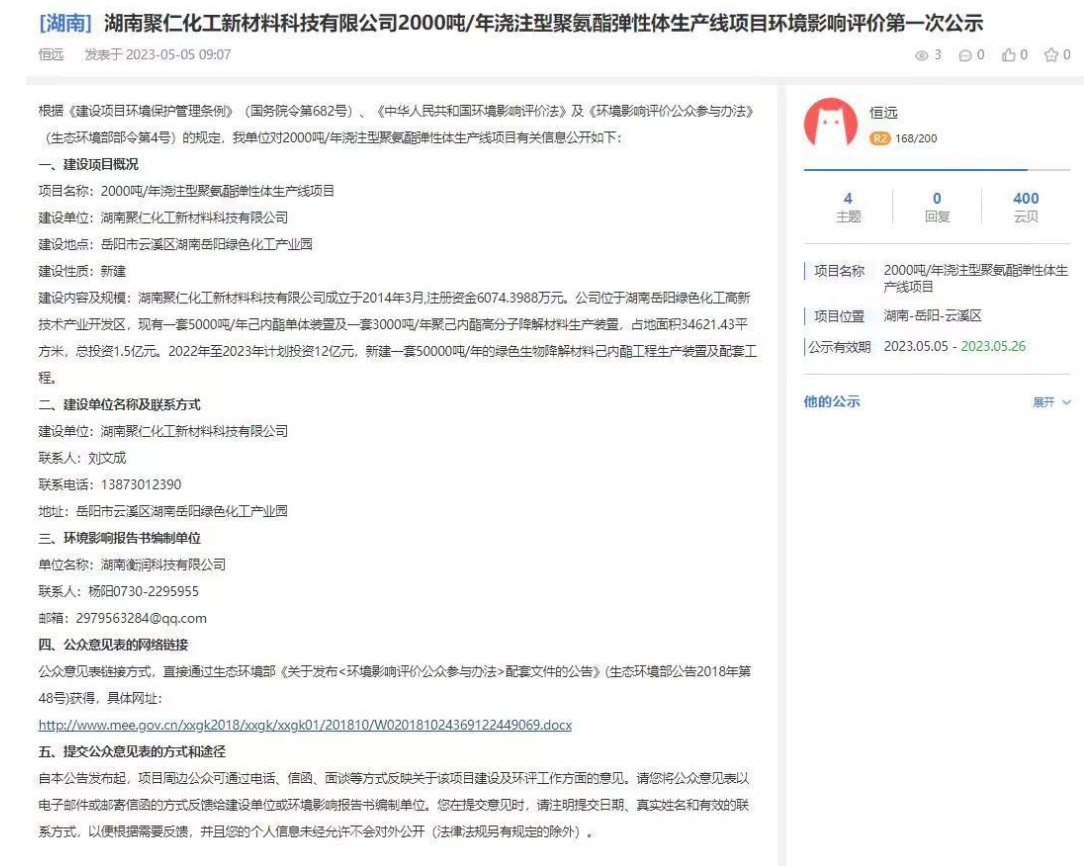 [湖南] 湖南聚仁化工新材料科技有限公司2000吨/年浇注型聚氨酯弹性体生产线项目环境影响评价第一次公示
恒远 发表于 2023-05-05 09:07
3 0 0 0
根据《建设项目环境保护管理条例》（国务院令第682号）、《中华人民共和国环境影响评价法》及《环境影响评价公众参与办法》
（生态环境部部令第4号）的规定，我单位对2000吨/年浇注型聚氨酯弹性体生产线项目有关信息公开如下：
一、建设项目概况
项目名称：2000吨/年浇注型聚氨酯弹性体生产线项目
建设单位：湖南聚仁化工新材料科技有限公司
建设地点：岳阳市云溪区湖南岳阳绿色化工产业园
建设性质：新建
建设内容及规模：湖南聚仁化工新材料科技有限公司成立于2014年3月,注册资金6074.3988万元。公司位于湖南岳阳绿色化工高新
技术产业开发区，现有一套5000吨/年己内酯单体装置及一套3000吨/年聚己内酯高分子降解材料生产装置，占地面积34621.43平
方米，总投资1.5亿元。2022年至2023年计划投资12亿元，新建一套50000吨/年的绿色生物降解材料己内酯工程生产装置及配套工
程。
二、建设单位名称及联系方式
建设单位：湖南聚仁化工新材料科技有限公司
联系人：刘文成
联系电话：13873012390
地址：岳阳市云溪区湖南岳阳绿色化工产业园
三、环境影响报告书编制单位
单位名称：湖南衡润科技有限公司
联系人：杨阳0730-2295955
邮箱：2979563284@qq.com
四、公众意见表的网络链接
公众意见表链接方式，直接通过生态环境部《关于发布<环境影响评价公众参与办法>配套文件的公告》(生态环境部公告2018年第
48号)获得，具体网址：
http://www.mee.gov.cn/xxgk2018/xxgk/xxgk01/201810/W020181024369122449069.docx
五、提交公众意见表的方式和途径
自本公告发布起，项目周边公众可通过电话、信函、面谈等方式反映关于该项目建设及环评工作方面的意见。请您将公众意见表以
电子邮件或邮寄信函的方式反馈给建设单位或环境影响报告书编制单位。您在提交意见时，请注明提交日期、真实姓名和有效的联
系方式，以便根据需要反馈，并且您的个人信息未经允许不会对外公开（法律法规另有规定的除外）。
恒远
R2 168/200
4 0 400
主题 回复 云贝
项目名称 2000吨/年浇注型聚氨酯弹性体生
产线项目
项目位置 湖南-岳阳-云溪区
公示有效期 2023.05.05 - 2023.05.26
他的公示 展开